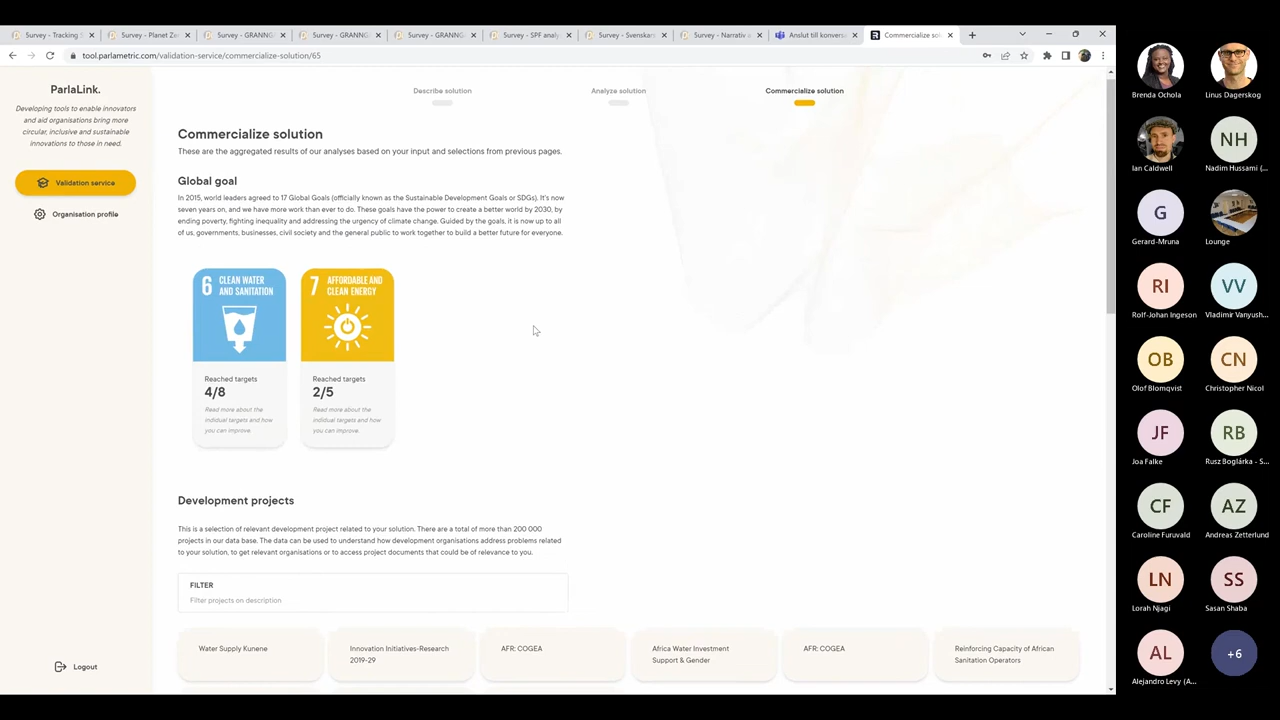 Survey - Tracking S
Survey - Planet Ze
Survey - GRANNG
Survey - GRANNG
Survey - GRANNG
Survey - SPF analy
Survey - Svenskar
Survey - Narrativ a
Anslut till konvers
Commercialize sol
tool.parlametric.com/validation-service/commercialize-solution/65
ParlaLink.
Developing tools to enable innovators
and aid organisations bring more
circular, inclusive and sustainable
innovations to those in need.
Validation service
Organisation profile
Logout
Describe solution
Analyze solution
Commercialize solution
Commercialize solution
These are the aggregated results of our analyses based on your input and selections from previous pages.
Global goal
In 2015, world leaders agreed to 17 Global Goals (officially known as the Sustainable Development Goals or SDGs). It's now
seven years on, and we have more work than ever to do. These goals have the power to create a better world by 2030, by
ending poverty, fighting inequality and addressing the urgency of climate change. Guided by the goals, it is now up to all
of us, governments, businesses, civil society and the general public to work together to build a better future for everyone.
6 CLEAN WATER
AND SANITATION
Reached targets
4/8
Read more about the
indidual targets and how
you can improve.
7 AFFORDABLE AND
CLEAN ENERGY
Reached targets
2/5
Read more about the
indidual targets and how
you can improve.
Development projects
This is a selection of relevant development project related to your solution. There are a total of more than 200 000
projects in our data base. The data can be used to understand how development organisations address problems related
to your solution, to get relevant organisations or to access project documents that could be of relevance to you.
FILTER
Filter projects on description
Water Supply Kunene
Innovation Initiatives-Research
2019-29
AFR: COGEA
Africa Water Investment
Support & Gender
AFR: COGEA
Reinforcing Capacity of African
Sanitation Operators
Brenda Ochola
Linus Dagerskog
Ian Caldwell
NH
Nadim Hussami (...
G
Gerard-Mruna
Lounge
RI
Rolf-Johan Ingeson
VV
Vladimir Vanyush...
OB
Olof Blomqvist
CN
Christopher Nicol
JF
Joa Falke
RB
Rusz Boglárka - S...
CF
Caroline Furuvald
AZ
Andreas Zetterlund
LN
Lorah Njagi
SS
Sasan Shaba
AL
Alejandro Levy (A...
+6